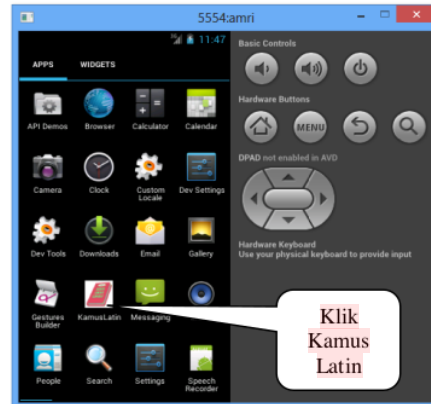 5554:amri
3G 11:47
APPS WIDGETS
API Demos Browser Calculator Calendar
Camera Clock Custom Locale Dev Settings
Dev Tools Downloads Email Gallery
Gestures Builder KamusLatin Messaging
People Search Settings Speech Recorder
Basic Controls
Hardware Buttons
MENU
DPAD not enabled in AVD
Hardware Keyboard
Use your physical keyboard to provide input
Klik
Kamus
Latin